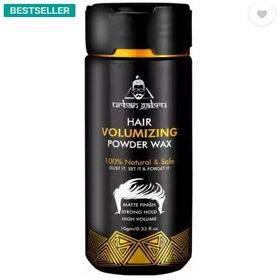 BESTSELLER
urban gabru
HAIR
VOLUMIZING
POWDER WAX
100% Natural & Safe
DUST IT, SET IT & FORGET IT
MATTE FINISH
STRONG HOLD
HIGH VOLUME
10gm/0.33 fl.oz